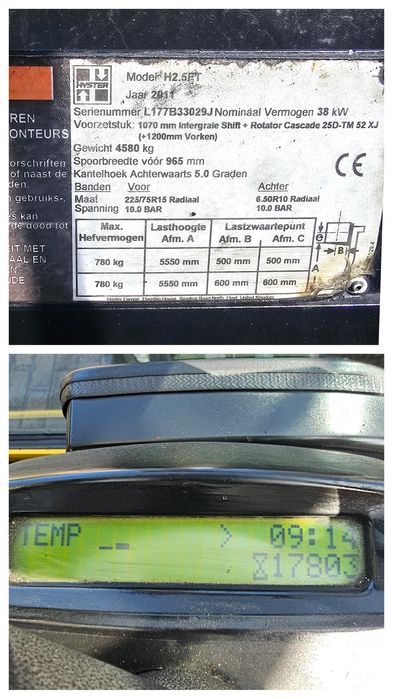 HYSTER
Model H2.5FT
Jaar 2011
Serienummer L177B33029J Nominaal Vermogen 38 kW
Voorzetstuk: 1070 mm Intergrale Shift + Rotator Cascade 25D-TM 52 XJ
(+1200mm Vorken)
Gewicht 4580 kg
Spoorbreedte vóór 965 mm
Kantelhoek Achterwaarts 5.0 Graden
CE
Banden Voor Achter
Maat 225/75R15 Radiaal 6.50R10 Radiaal
Spanning 10.0 BAR 10.0 BAR
Max. Hefvermogen Lasthoogte Afm. A Lastzwaartepunt Afm. B Afm. C
780 kg 5550 mm 500 mm 500 mm
780 kg 5550 mm 600 mm 600 mm
B
A
REN
ONTEURS
orschriften
of naast de
den.
gebruiks-.
es kan
de dood tot
IT MET
AAL EN
UDE
TEMP > 09:14
17803